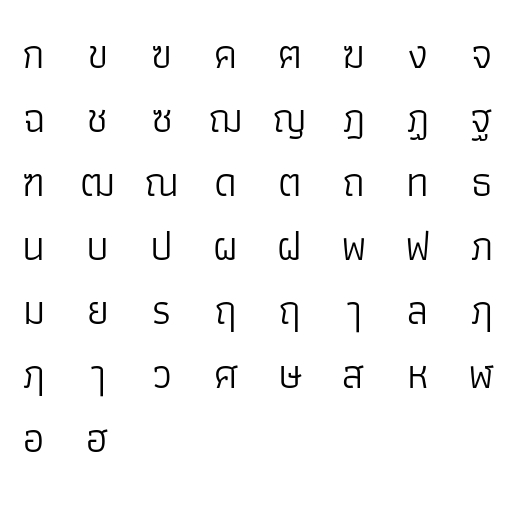 ก ข ฃ ค ฅ ฆ ง จ
ฉ ช ซ ฌ ญ ฎ ฏ ฐ
ฑ ฒ ณ ด ต ถ ท ธ
น บ ป ผ ฝ พ ฟ ภ
ม ย ร ฤ ฤ ๅ ล ฦ
ฦ ๅ ว ศ ษ ส ห ฬ
อ ฮ